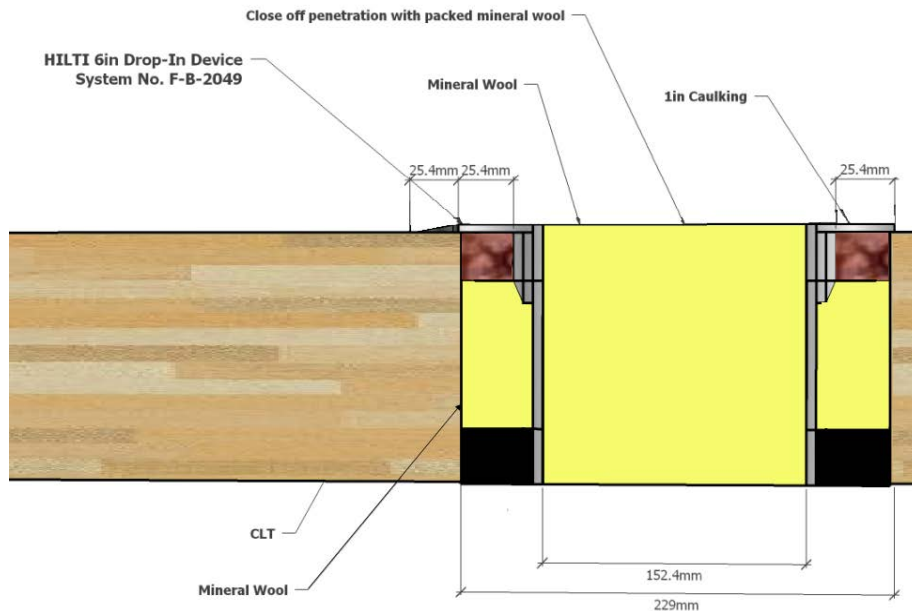 Close off penetration with packed mineral wool
HILTI 6in Drop-In Device
System No. F-B-2049
Mineral Wool
1in Caulking
25.4mm
25.4mm
25.4mm
CLT
Mineral Wool
152.4mm
229mm